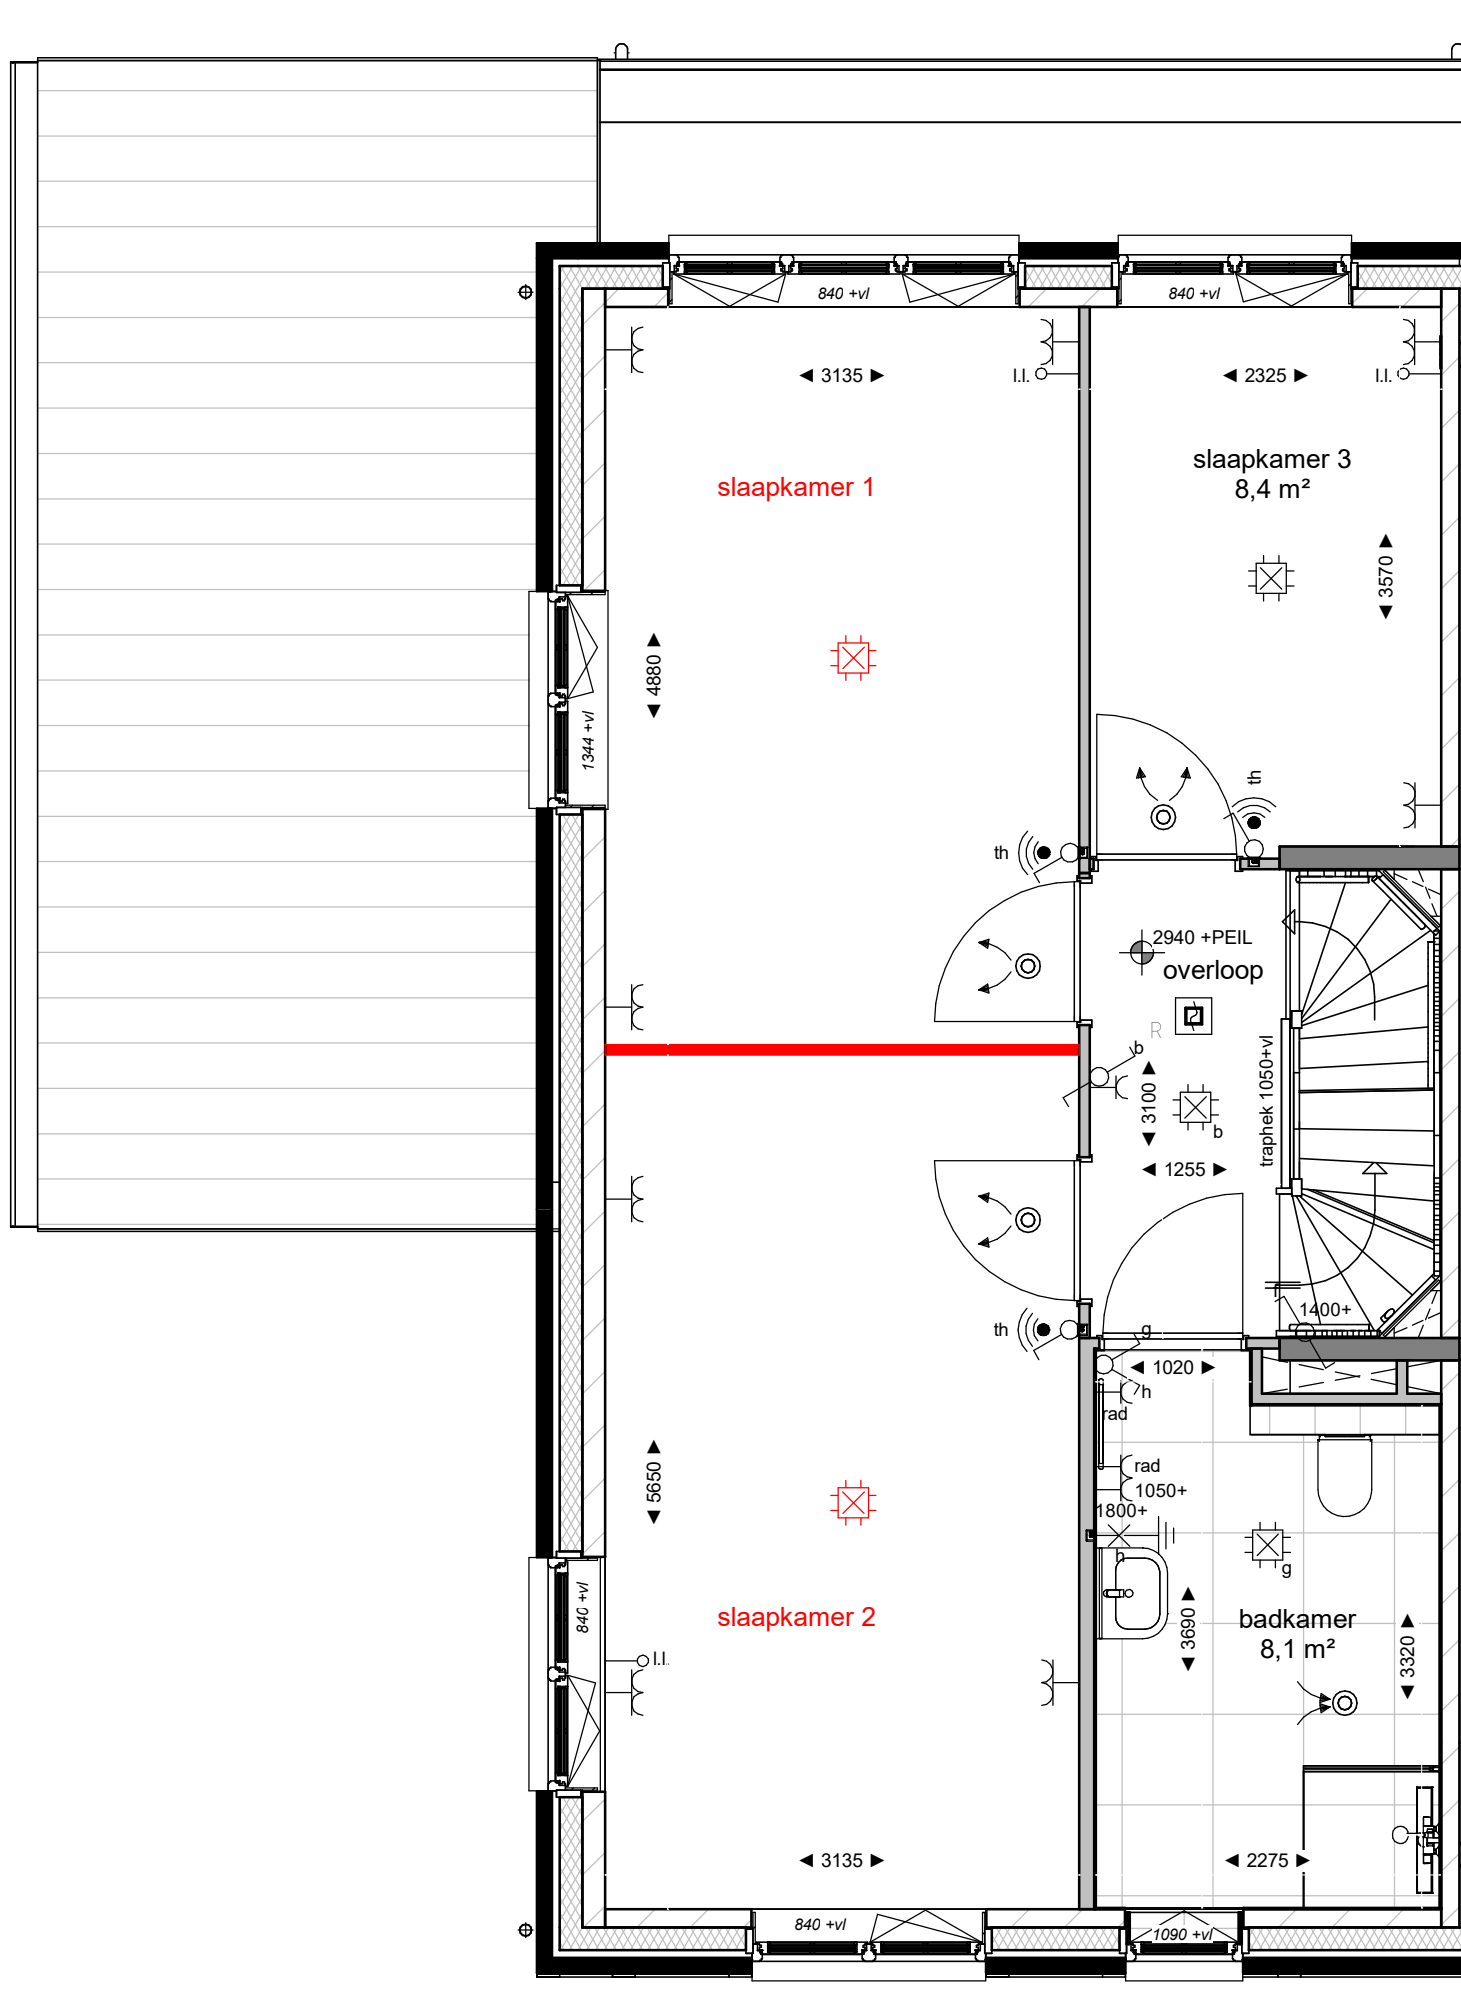 840 +vl
840 +vl
3135
l.l.
2325
l.l.
slaapkamer 1
slaapkamer 3
8,4 m²
3570
4880
1344 +vl
th
th
2940 +PEIL
overloop
R
b
3100
traphek 1050+vl
b
1255
1400+
th
g
1020
h
rad
rad
1050+
1800+
h
5650
g
840 +vl
slaapkamer 2
badkamer
8,1 m²
3690
3320
l.l.
3135
2275
840 +vl
1090 +vl